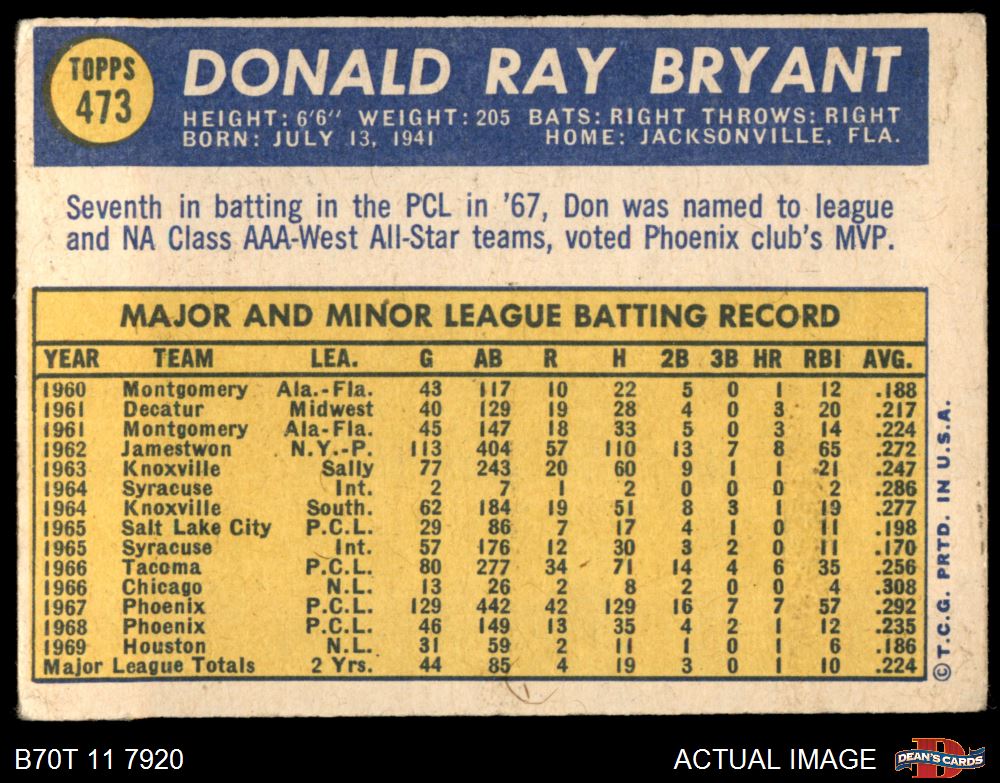 TOPPS
473
DONALD RAY BRYANT
HEIGHT: 6'6" WEIGHT: 205 BATS: RIGHT THROWS: RIGHT
BORN: JULY 13, 1941 HOME: JACKSONVILLE, FLA.
Seventh in batting in the PCL in '67, Don was named to league
and NA Class AAA-West All-Star teams, voted Phoenix club's MVP.
MAJOR AND MINOR LEAGUE BATTING RECORD
YEAR TEAM LEA. G AB R H 2B 3B HR RBI AVG.
1960 Montgomery Ala.-Fla. 43 117 10 22 5 0 1 12 .188
1961 Decatur Midwest 40 129 19 28 4 0 3 20 .217
1961 Montgomery Ala-Fla. 45 147 18 33 5 0 3 14 .224
1962 Jamestwon N.Y.-P. 113 404 57 110 13 7 8 65 .272
1963 Knoxville Sally 77 243 20 60 9 1 1 21 .247
1964 Syracuse Int. 2 7 1 2 0 0 0 2 .286
1964 Knoxville South. 62 184 19 51 8 3 1 19 .277
1965 Salt Lake City P.C.L. 29 86 7 17 4 1 0 11 .198
1965 Syracuse Int. 57 176 12 30 3 2 0 11 .170
1966 Tacoma P.C.L. 80 277 34 71 14 4 6 35 .256
1966 Chicago N.L. 13 26 2 8 2 0 0 4 .308
1967 Phoenix P.C.L. 129 442 42 129 16 7 7 57 .292
1968 Phoenix P.C.L. 46 149 13 35 4 2 1 12 .235
1969 Houston N.L. 31 59 2 11 1 0 1 6 .186
Major League Totals 2 Yrs. 44 85 4 19 3 0 1 10 .224
© T.C.G. PRTD. IN U.S.A.
B70T 11 7920
ACTUAL IMAGE
D
DEAN'S CARDS